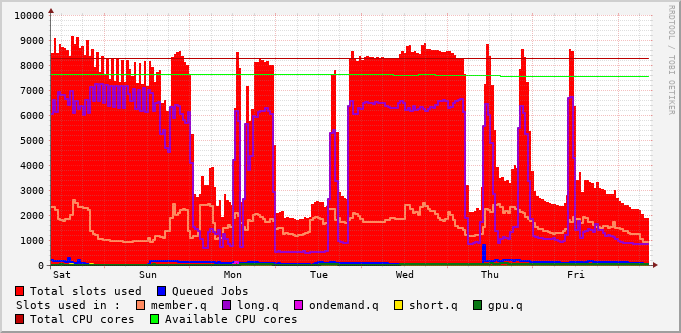 10000
9000
8000
7000
6000
5000
4000
3000
2000
1000
0
Sat Sun Mon Tue Wed Thu Fri
RRDTOOL / TOBI OETIKER
Total slots used Queued Jobs
Slots used in : member.q long.q ondemand.q short.q gpu.q
Total CPU cores Available CPU cores